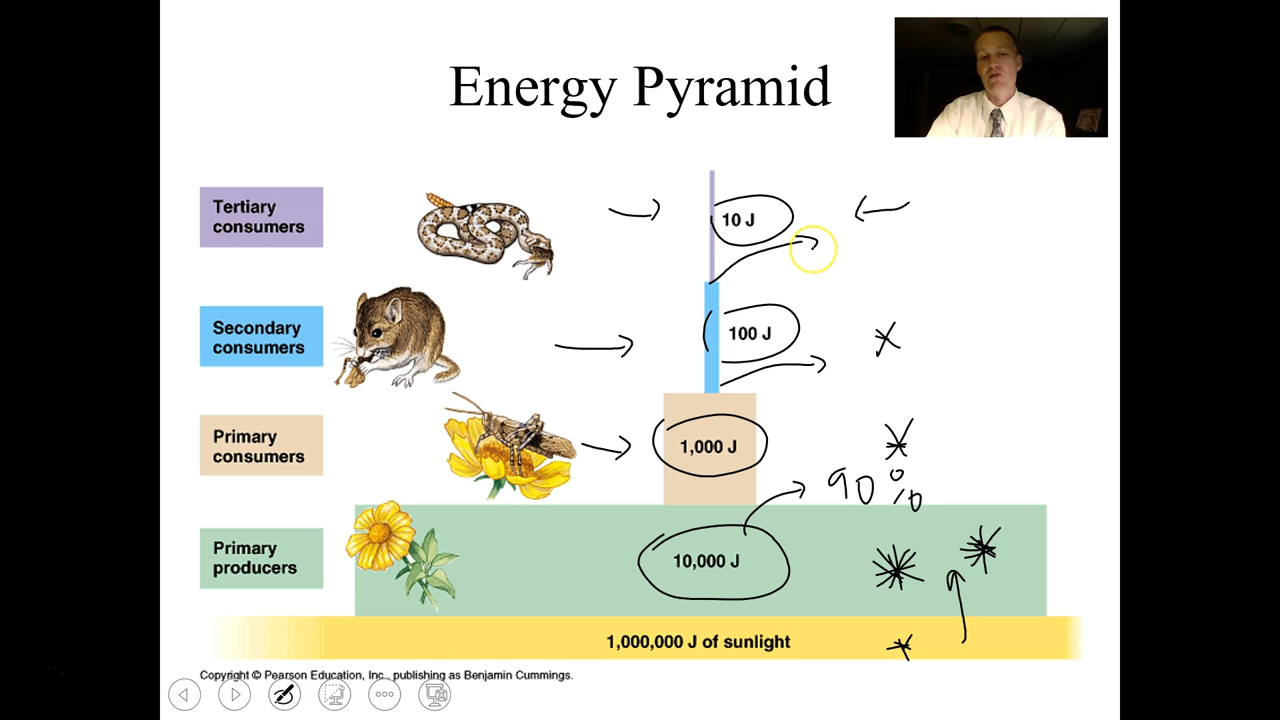 Energy Pyramid
Tertiary
consumers
10 J
Secondary
consumers
100 J
Primary
consumers
1,000 J
90%
Primary
producers
10,000 J
1,000,000 J of sunlight
Copyright © Pearson Education, Inc., publishing as Benjamin Cummings.